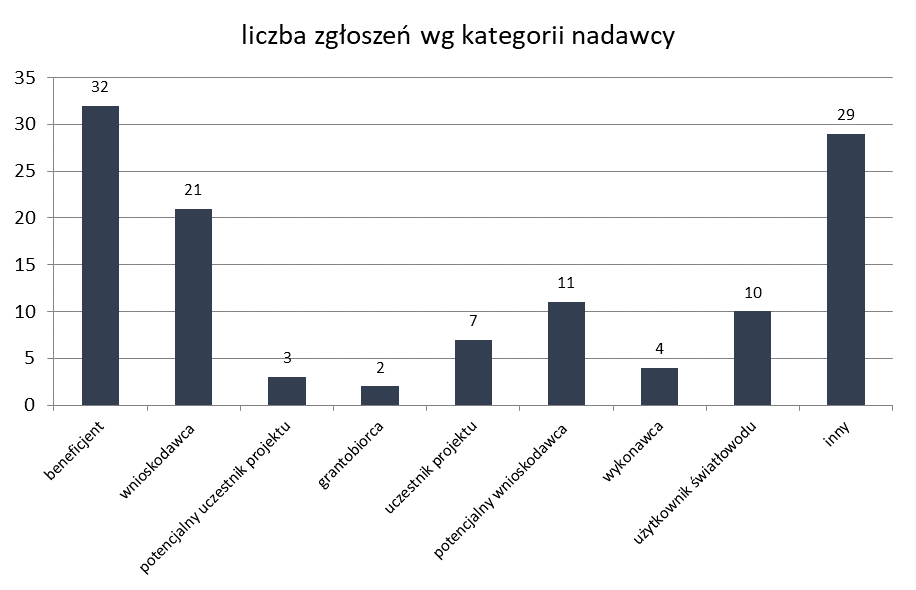 liczba zgłoszeń wg kategorii nadawcy
35
30
25
20
15
10
5
0
32
21
3
2
7
11
4
10
29
beneficjent
wnioskodawca
potencjalny uczestnik projektu
grantobiorca
uczestnik projektu
potencjalny wnioskodawca
wykonawca
użytkownik światłowodu
inny